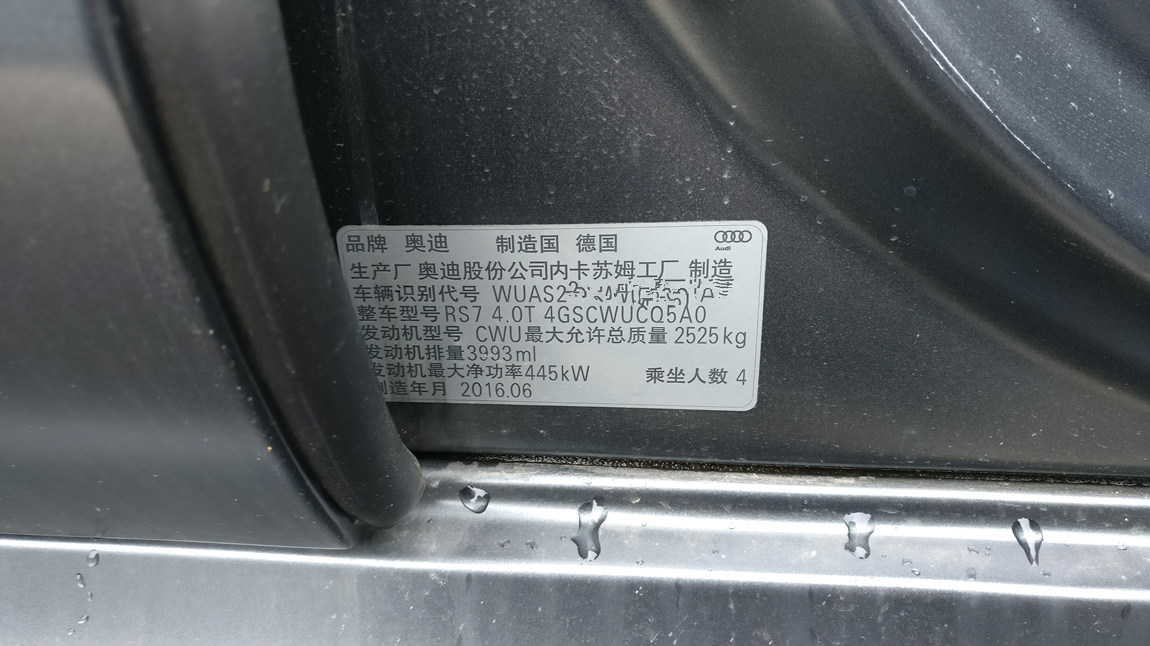 品牌 奥迪 制造国 德国
Audi
生产厂 奥迪股份公司内卡苏姆工厂 制造
车辆识别代号 WUAS2
整车型号 RS7 4.0T 4GSCWUCQ5A0
发动机型号 CWU 最大允许总质量 2525kg
发动机排量 3993ml
发动机最大净功率 445kW 乘坐人数 4
制造年月 2016.06